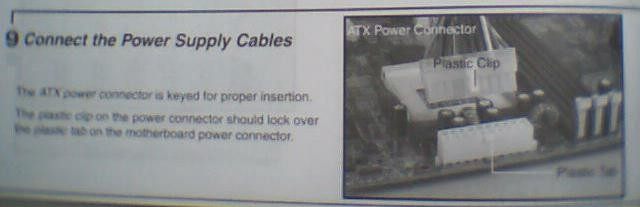 9 Connect the Power Supply Cables
The ATX power connector is keyed for proper insertion.
The plastic clip on the power connector should lock over
the plastic tab on the motherboard power connector.
ATX Power Connector
Plastic Clip
Plastic Tab